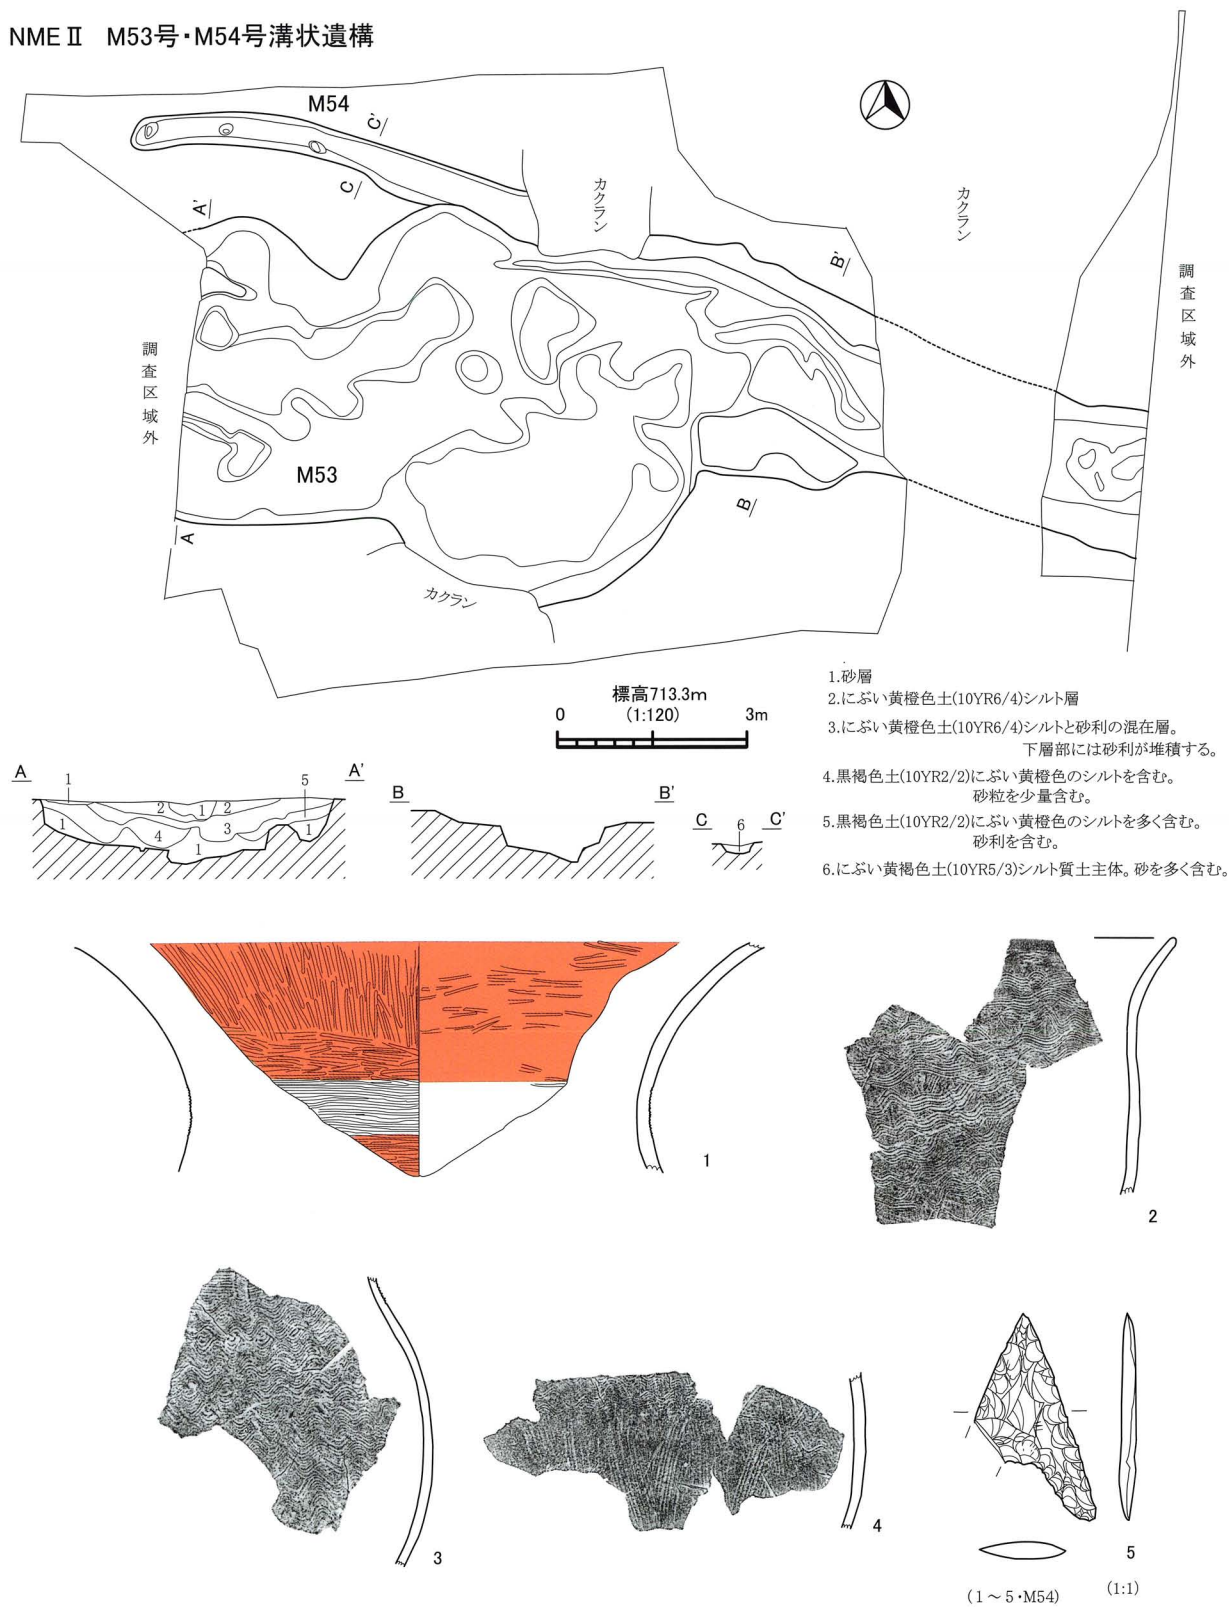 NMEⅡ　M53号・M54号溝状遺構
M54
C'
C
カクラン
カクラン
A'
B'
調査区域外
調査区域外
M53
B
A
カクラン
標高713.3m
0 (1:120) 3m
1.砂層
2.にぶい黄橙色土(10YR6/4)シルト層
3.にぶい黄橙色土(10YR6/4)シルトと砂利の混在層。
下層部には砂利が堆積する。
4.黒褐色土(10YR2/2)にぶい黄橙色のシルトを含む。
砂粒を少量含む。
5.黒褐色土(10YR2/2)にぶい黄橙色のシルトを多く含む。
砂利を含む。
6.にぶい黄褐色土(10YR5/3)シルト質土主体。砂を多く含む。
A 1 5 A'
2 1 2
1 4 3 1
1
B B'
C 6 C'
1
2
3
4
5
(1～5・M54)
(1:1)